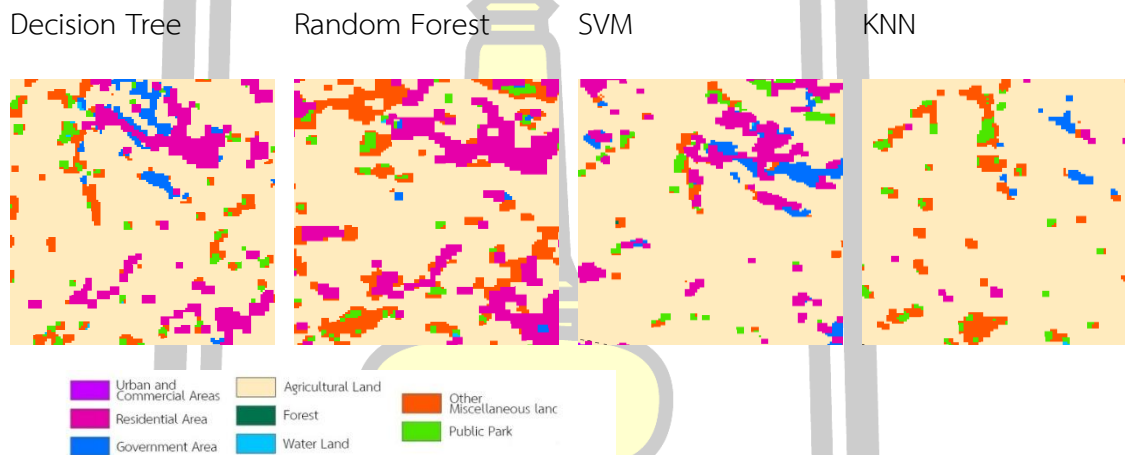 Decision Tree
Random Forest
SVM
KNN
Urban and
Commercial Areas
Residential Area
Government Area
Agricultural Land
Forest
Water Land
Other
Miscellaneous lanc
Public Park